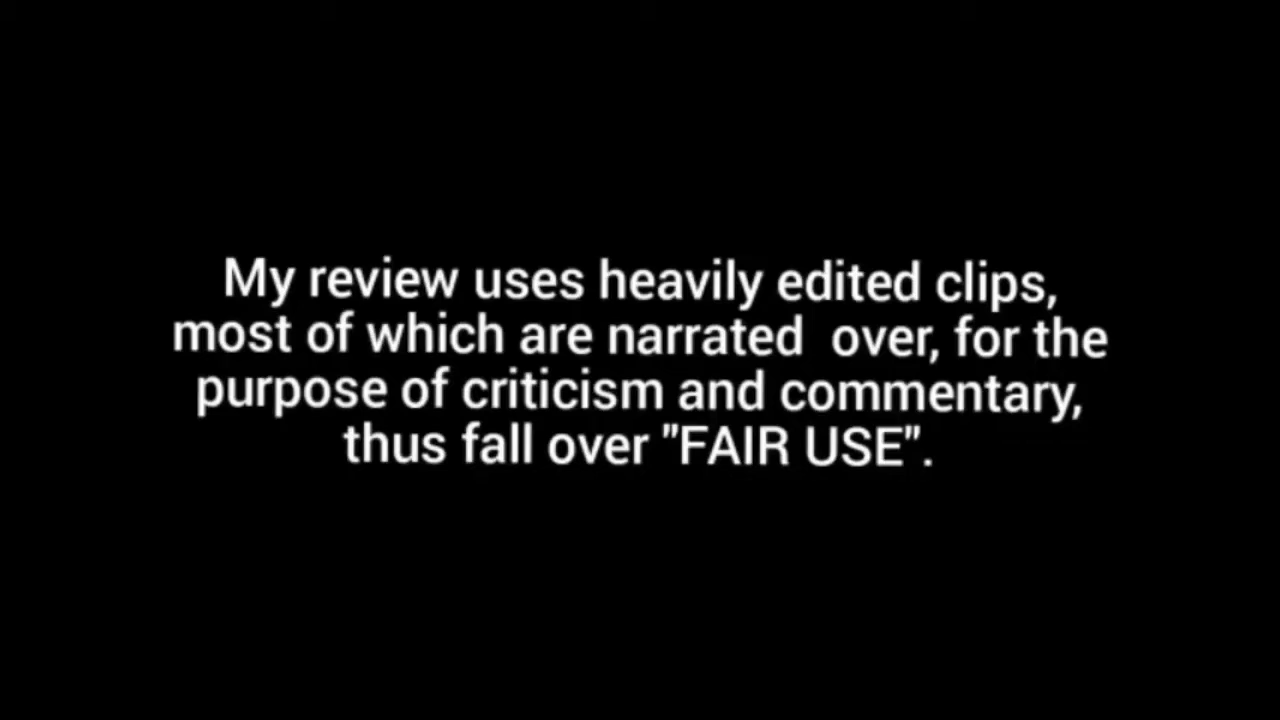 My review uses heavily edited clips,
most of which are narrated  over, for the
purpose of criticism and commentary,
thus fall over "FAIR USE".